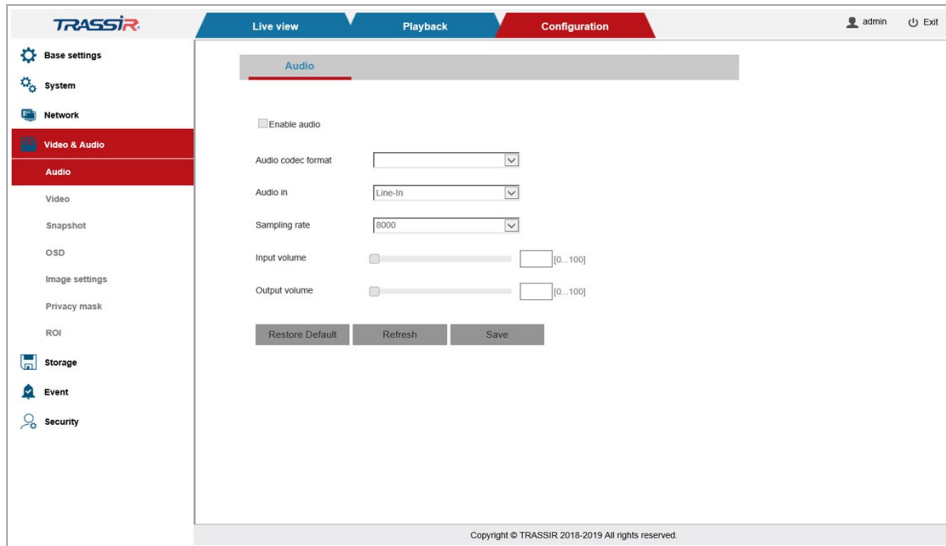 TRASSIR
Live view
Playback
Configuration
admin
Exit
Base settings
System
Network
Video & Audio
Audio
Video
Snapshot
OSD
Image settings
Privacy mask
ROI
Storage
Event
Security
Audio
Enable audio
Audio codec format
Audio in Line-In
Sampling rate 8000
Input volume [0...100]
Output volume [0...100]
Restore Default Refresh Save
Copyright © TRASSIR 2018-2019 All rights reserved.